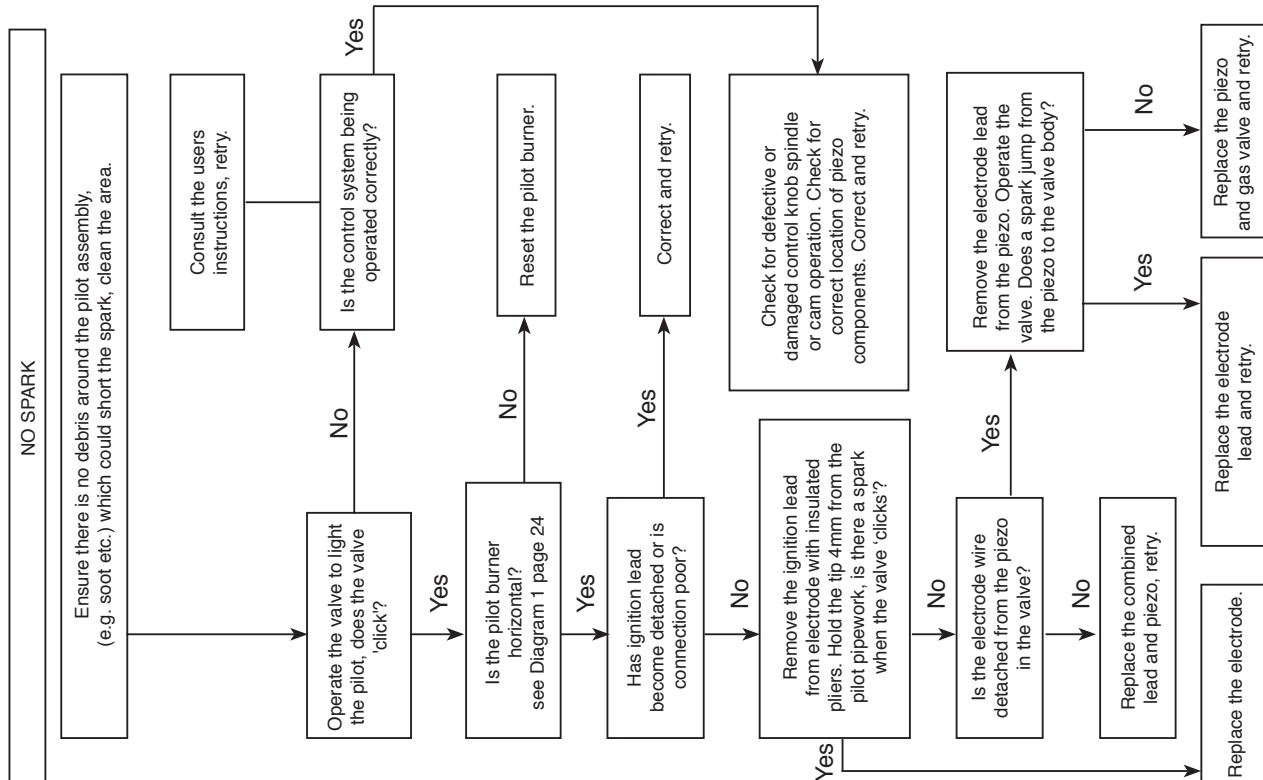 NO SPARK
Ensure there is no debris around the pilot assembly,
(e.g. soot etc.) which could short the spark, clean the area.
Consult the users
instructions, retry.
Operate the valve to light
the pilot, does the valve
'click'?
No
Is the control system being
operated correctly?
Yes
Yes
Is the pilot burner
horizontal?
see Diagram 1 page 24
No
Reset the pilot burner.
Yes
Has ignition lead
become detached or is
connection poor?
Yes
Correct and retry.
No
Remove the ignition lead
from electrode with insulated
pliers. Hold the tip 4mm from the
pilot pipework, is there a spark
when the valve 'clicks'?
Check for defective or
damaged control knob spindle
or cam operation. Check for
correct location of piezo
components. Correct and retry.
Yes
No
Is the electrode wire
detached from the piezo
in the valve?
Yes
Remove the electrode lead
from the piezo. Operate the
valve. Does a spark jump from
the piezo to the valve body?
No
Replace the combined
lead and piezo, retry.
Yes
No
Replace the electrode.
Replace the electrode
lead and retry.
Replace the piezo
and gas valve and retry.